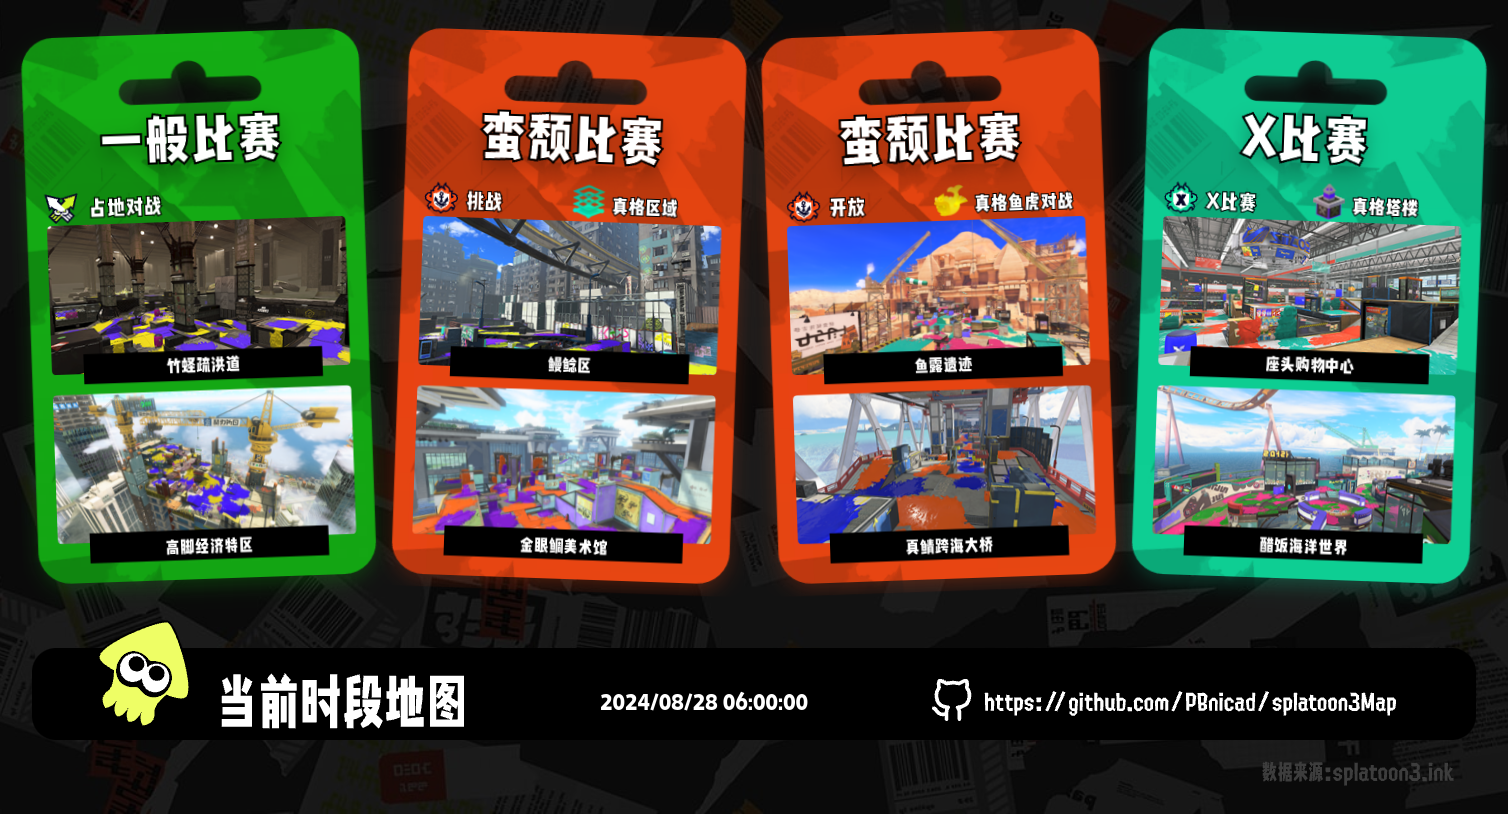 一般比赛
占地对战
竹蛏疏洪道
高脚经济特区
蛮颓比赛
挑战
真格区域
鳗鲶区
金眼鲷美术馆
蛮颓比赛
开放
真格鱼虎对战
鱼露遗迹
真鲭跨海大桥
X比赛
X比赛
真格塔楼
座头购物中心
醋饭海洋世界
当前时段地图
2024/08/28 06:00:00
https://github.com/PBnicad/splatoon3Map
数据来源:splatoon3.ink